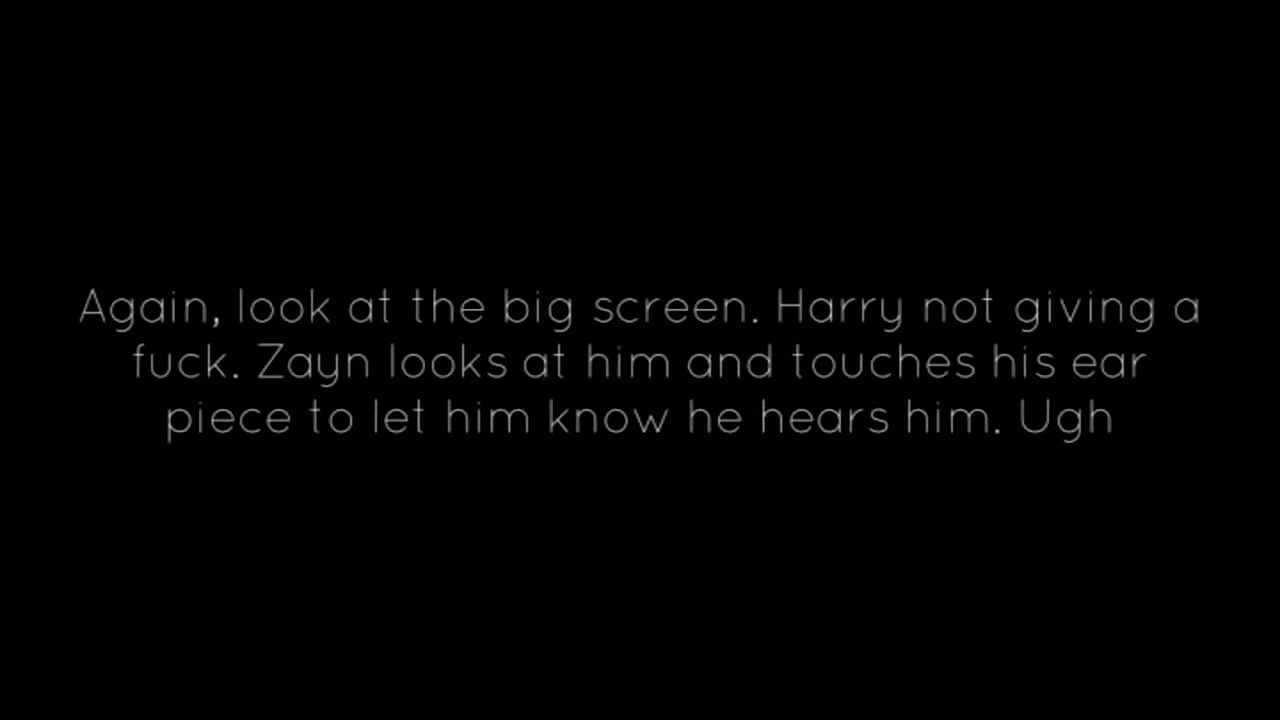 Again, look at the big screen. Harry not giving a
fuck. Zayn looks at him and touches his ear
piece to let him know he hears him. Ugh